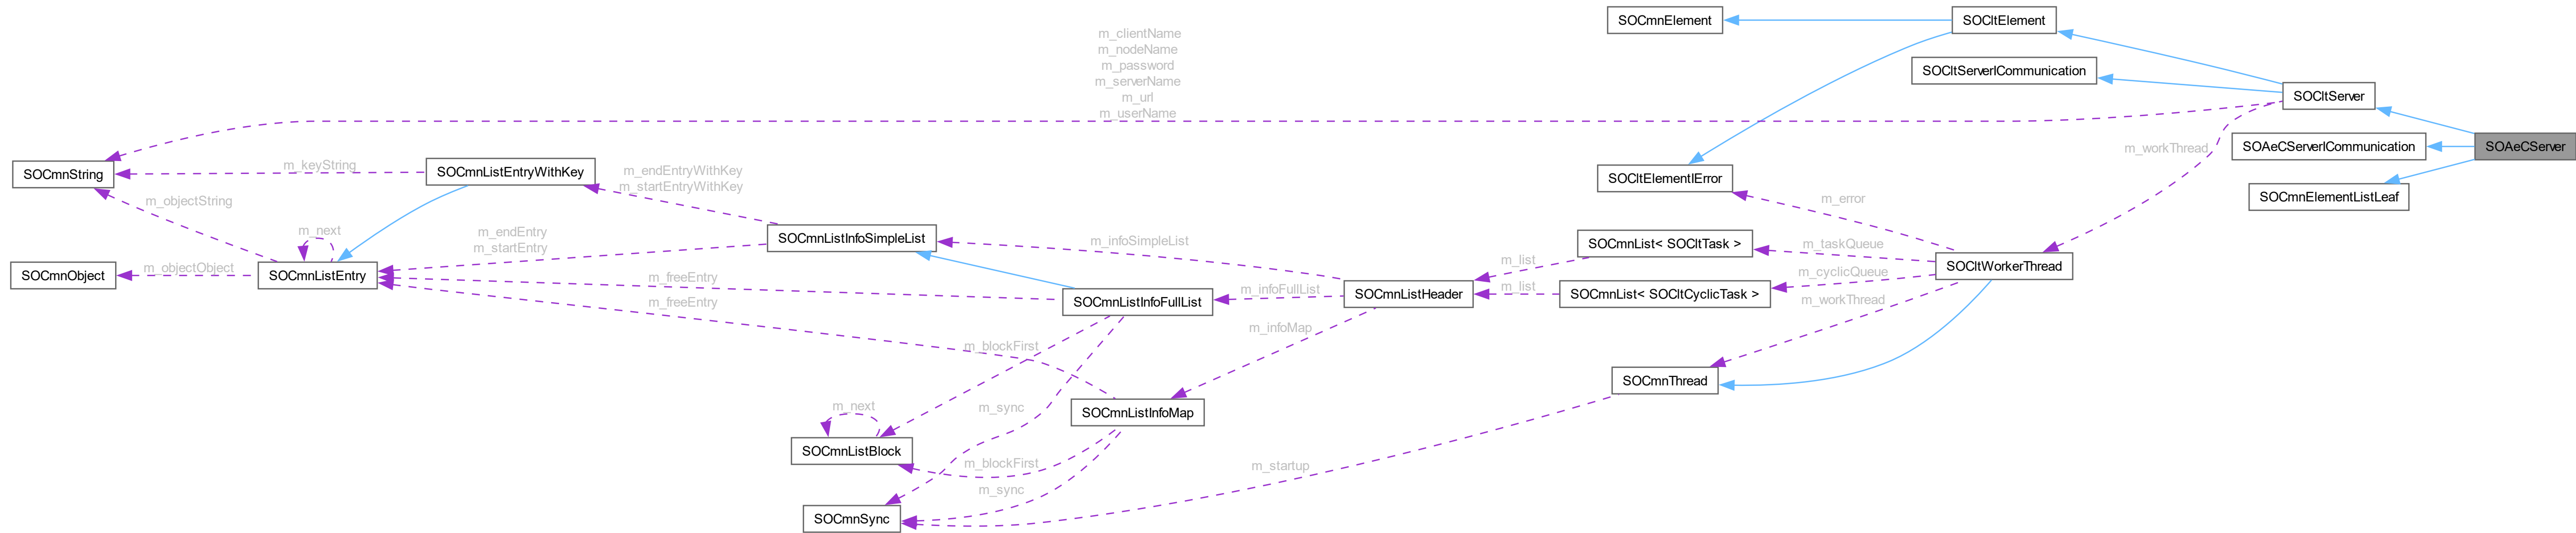 SOCmnElement
SOCltElement
m_clientName
m_nodeName
m_password
m_serverName
m_url
m_userName
SOCltServerICommunication
SOCltServer
SOAeCServerICommunication
SOAeCServer
m_workThread
SOCmnString
m_keyString
SOCmnListEntryWithKey
m_endEntryWithKey
m_startEntryWithKey
SOCltElementIError
m_error
SOCmnElementListLeaf
m_objectString
m_next
m_endEntry
m_startEntry
SOCmnListInfoSimpleList
m_infoSimpleList
SOCmnList< SOCltTask >
m_taskQueue
SOCmnObject
m_objectObject
SOCmnListEntry
m_freeEntry
m_list
SOCltWorkerThread
m_cyclicQueue
m_freeEntry
SOCmnListInfoFullList
m_infoFullList
SOCmnListHeader
m_list
SOCmnList< SOCltCyclicTask >
m_workThread
m_infoMap
m_blockFirst
SOCmnThread
m_next
m_sync
SOCmnListInfoMap
SOCmnListBlock
m_blockFirst
m_startup
m_sync
SOCmnSync